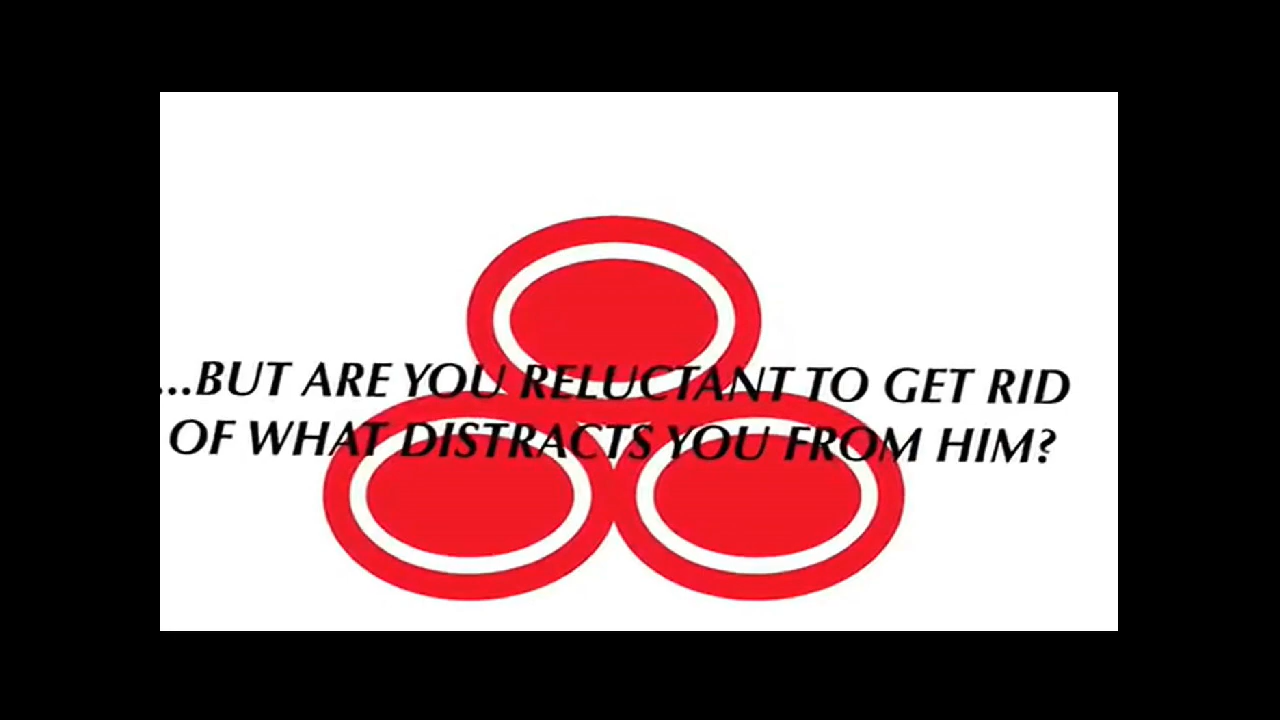 ...BUT ARE YOU RELUCTANT TO GET RID
OF WHAT DISTRACTS YOU FROM HIM?